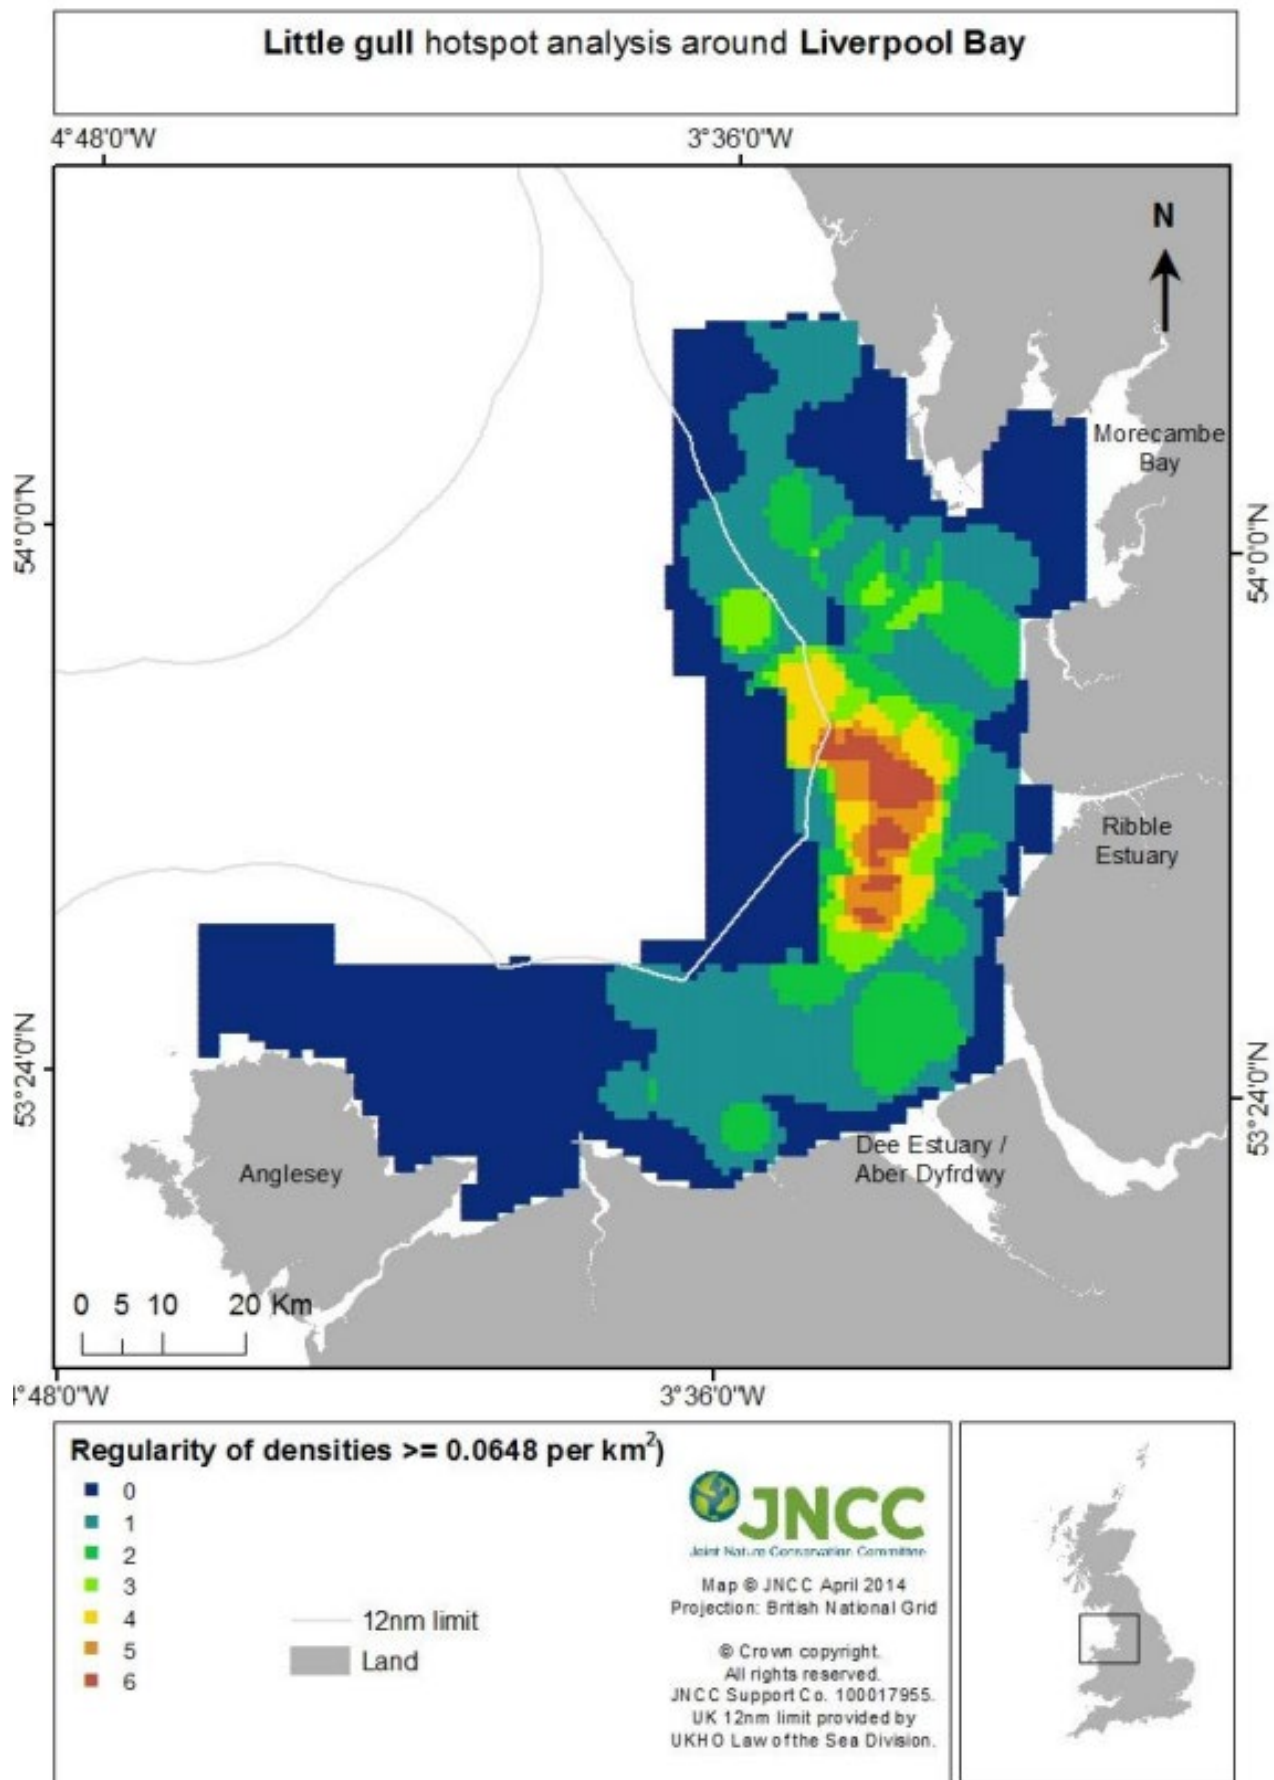 Little gull hotspot analysis around Liverpool Bay
4°48'0"W
3°36'0"W
N
Morecambe
Bay
54°0'0"N
54°0'0"N
Ribble
Estuary
53°24'0"N
53°24'0"N
Dee Estuary /
Aber Dyfrdwy
Anglesey
0 5 10 20 Km
°48'0"W
3°36'0"W
Regularity of densities >= 0.0648 per km²)
0
1
2
3
4
5
6
12nm limit
Land
JNCC
Joint Nature Conservation Committee
Map © JNCC April 2014
Projection: British National Grid
© Crown copyright.
All rights reserved.
JNCC Support Co. 100017955.
UK 12nm limit provided by
UKHO Law of the Sea Division.